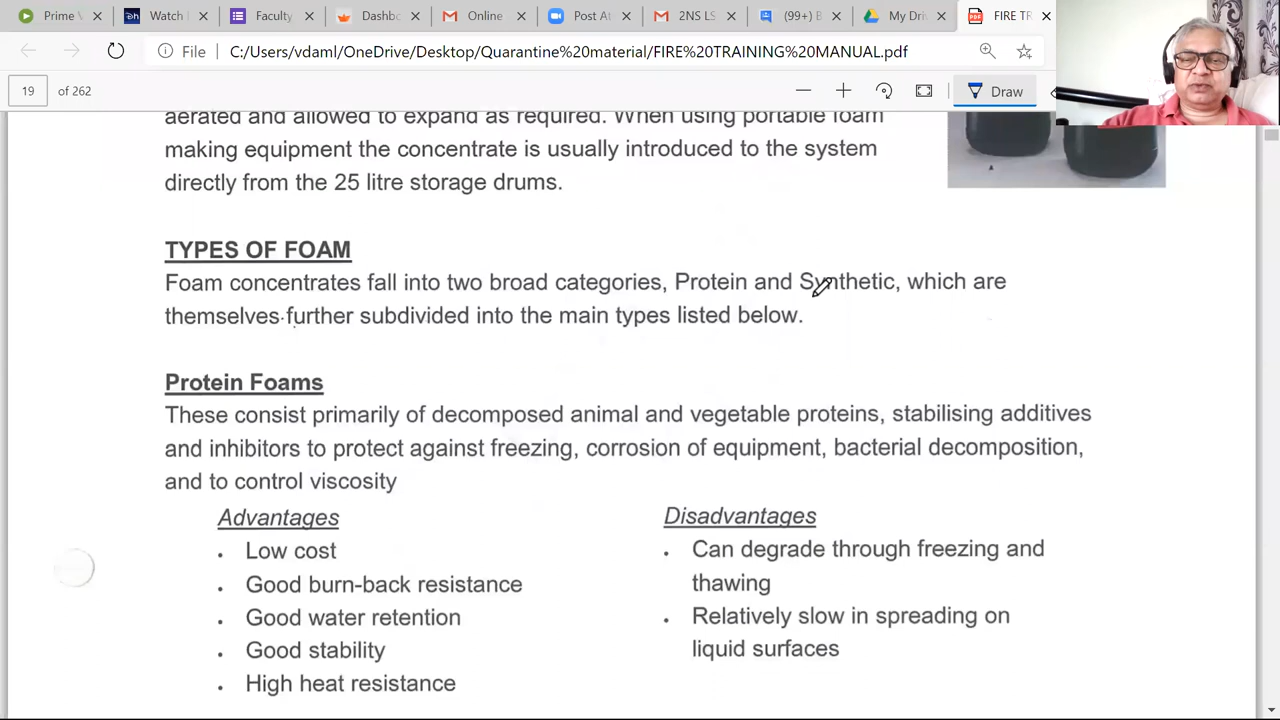 Prime V
Watch
Faculty
Dashbo
Online
Post At
2NS 15
(99+) B
My Driv
FIRE TR
File
C:/Users/vdaml/OneDrive/Desktop/Quarantine%20material/FIRE%20TRAINING%20MANUAL.pdf
19 of 262
Draw
aerated and allowed to expand as required. When using portable foam
making equipment the concentrate is usually introduced to the system
directly from the 25 litre storage drums.
TYPES OF FOAM
Foam concentrates fall into two broad categories, Protein and Synthetic, which are
themselves further subdivided into the main types listed below.
Protein Foams
These consist primarily of decomposed animal and vegetable proteins, stabilising additives
and inhibitors to protect against freezing, corrosion of equipment, bacterial decomposition,
and to control viscosity
Advantages
• Low cost
• Good burn-back resistance
• Good water retention
• Good stability
• High heat resistance
Disadvantages
• Can degrade through freezing and
thawing
• Relatively slow in spreading on
liquid surfaces